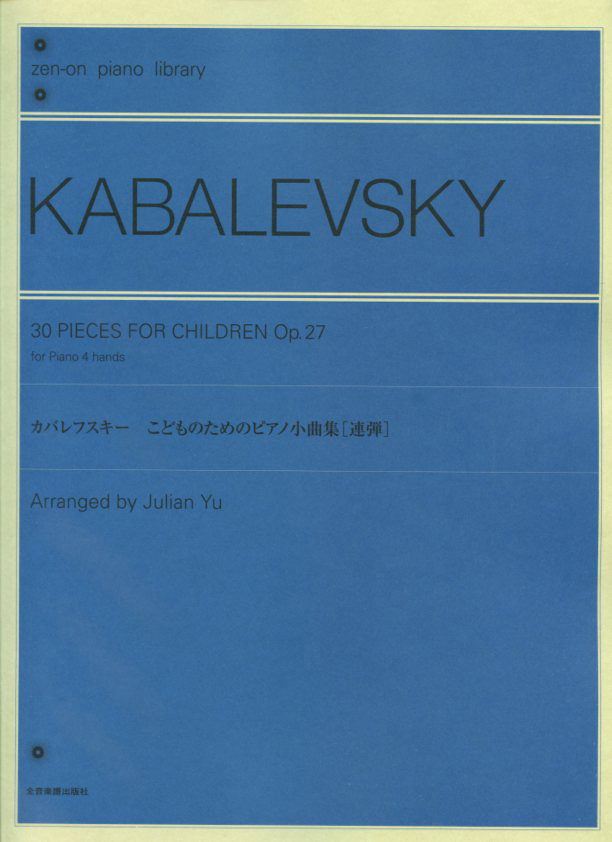 zen-on piano library
KABALEVSKY
30 PIECES FOR CHILDREN Op.27
for Piano 4 hands
カバレフスキー　こどものためのピアノ小曲集[連弾]
Arranged by Julian Yu
全音楽譜出版社